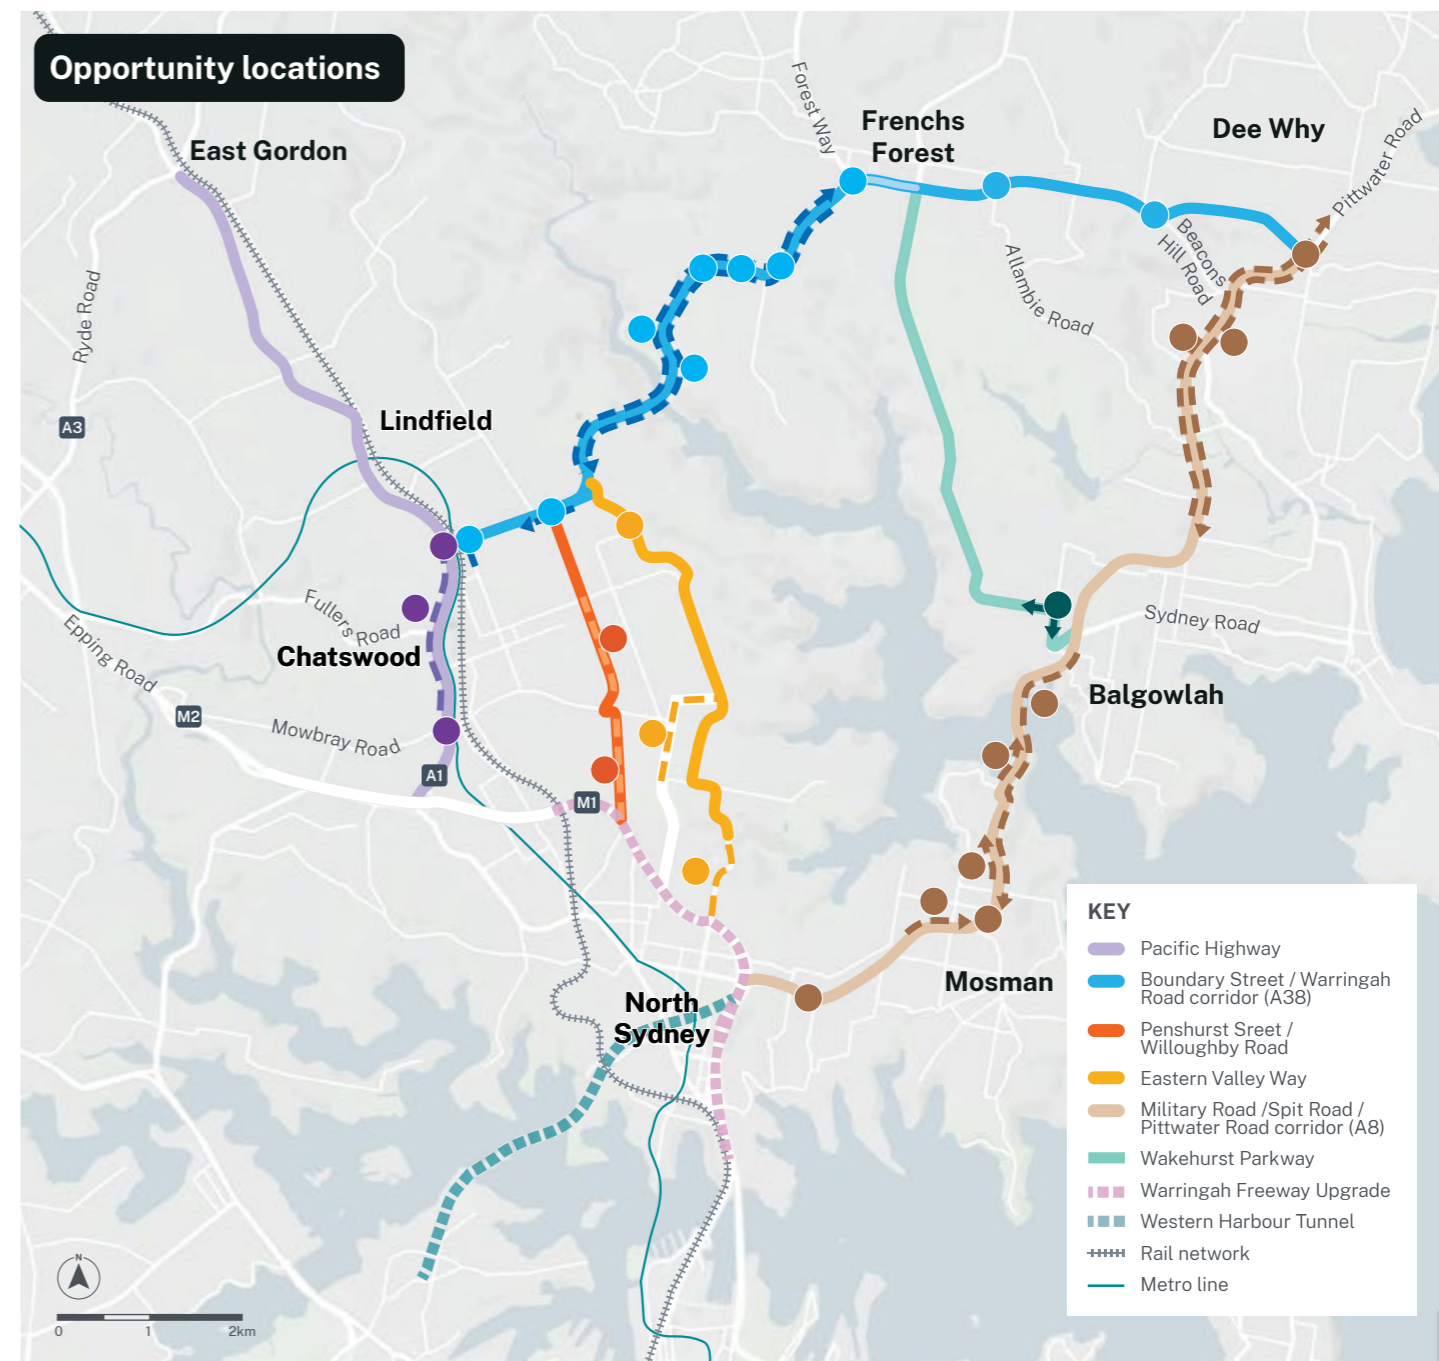 Opportunity locations
East Gordon
Forest Way
Frenchs
Forest
Dee Why
Pittwater Road
Beacons
Hill Road
Allambie Road
Ryde Road
A3
Lindfield
Fullers Road
Chatswood
Epping Road
M2
Mowbray Road
A1
M1
Sydney Road
Balgowlah
Mosman
North
Sydney
KEY
Pacific Highway
Boundary Street / Warringah
Road corridor (A38)
Penshurst Sreet /
Willoughby Road
Eastern Valley Way
Military Road /Spit Road /
Pittwater Road corridor (A8)
Wakehurst Parkway
Warringah Freeway Upgrade
Western Harbour Tunnel
Rail network
Metro line
N
0 1 2km